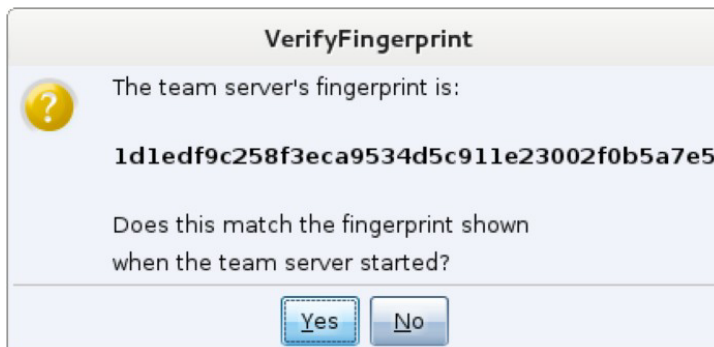 VerifyFingerprint
The team server's fingerprint is:
1d1edf9c258f3eca9534d5c911e23002f0b5a7e5
Does this match the fingerprint shown
when the team server started?
Yes No